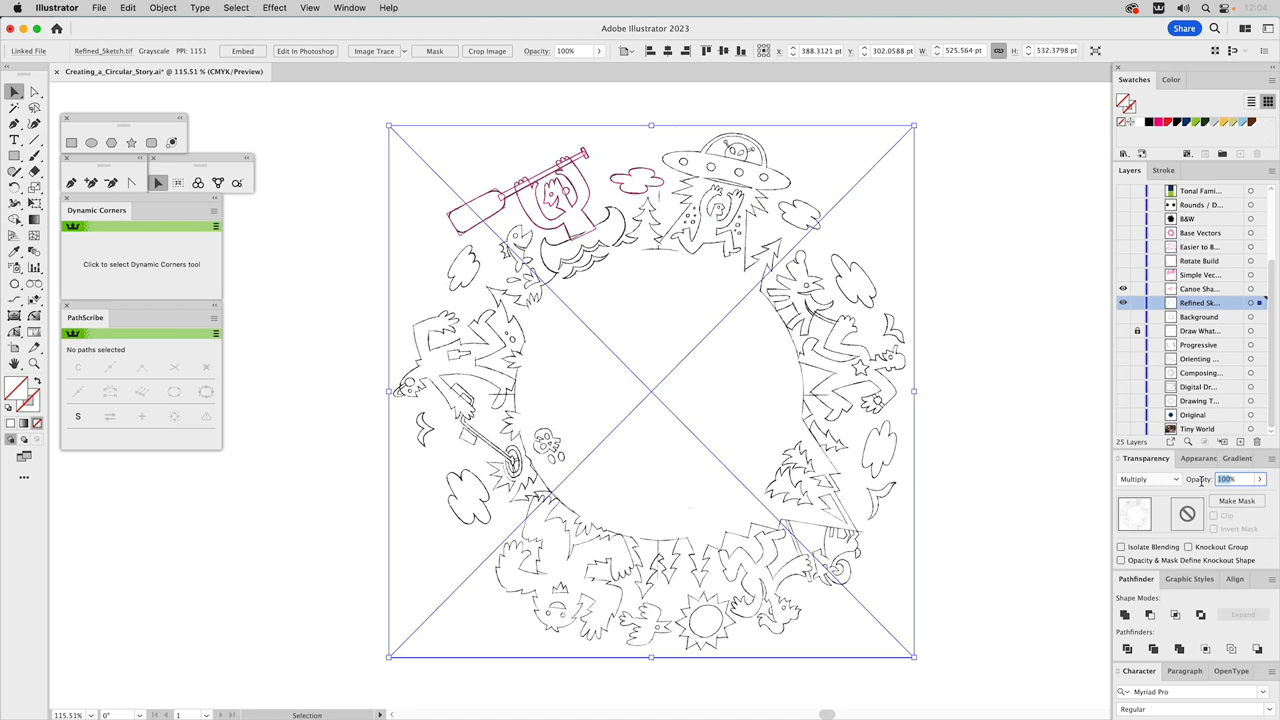 Illustrator File Edit Object Type Select Effect View Window Help 12:04
Adobe Illustrator 2023
Share
Linked File Refined_Sketch.tif Grayscale PPI: 1151 Embed Edit In Photoshop Image Trace Mask Crop Image Opacity: 100% X: 388.3121 pt Y: 302.0588 pt W: 525.564 pt H: 532.3798 pt
× Creating_a_Circular_Story.ai* @ 115.51 % (CMYK/Preview)
Dynamic Corners
Click to select Dynamic Corners tool
PathScribe
No paths selected
C
S
Swatches Color
Layers Stroke
Tonal Fami...
Rounds / D...
B&W
Base Vectors
Easier to B...
Rotate Build
Simple Vec...
Canoe Sha...
Refined Sk...
Background
Draw What...
Progressive
Orienting ...
Composing...
Digital Dr...
Drawing T...
Original
Tiny World
25 Layers
Transparency Appearanc Gradient
Multiply Opacity: 100%
Make Mask
Clip
Invert Mask
Isolate Blending Knockout Group
Opacity & Mask Define Knockout Shape
Pathfinder Graphic Styles Align
Shape Modes:
Expand
Pathfinders:
Character Paragraph OpenType
Myriad Pro
Regular
115.51% 0° 1 Selection